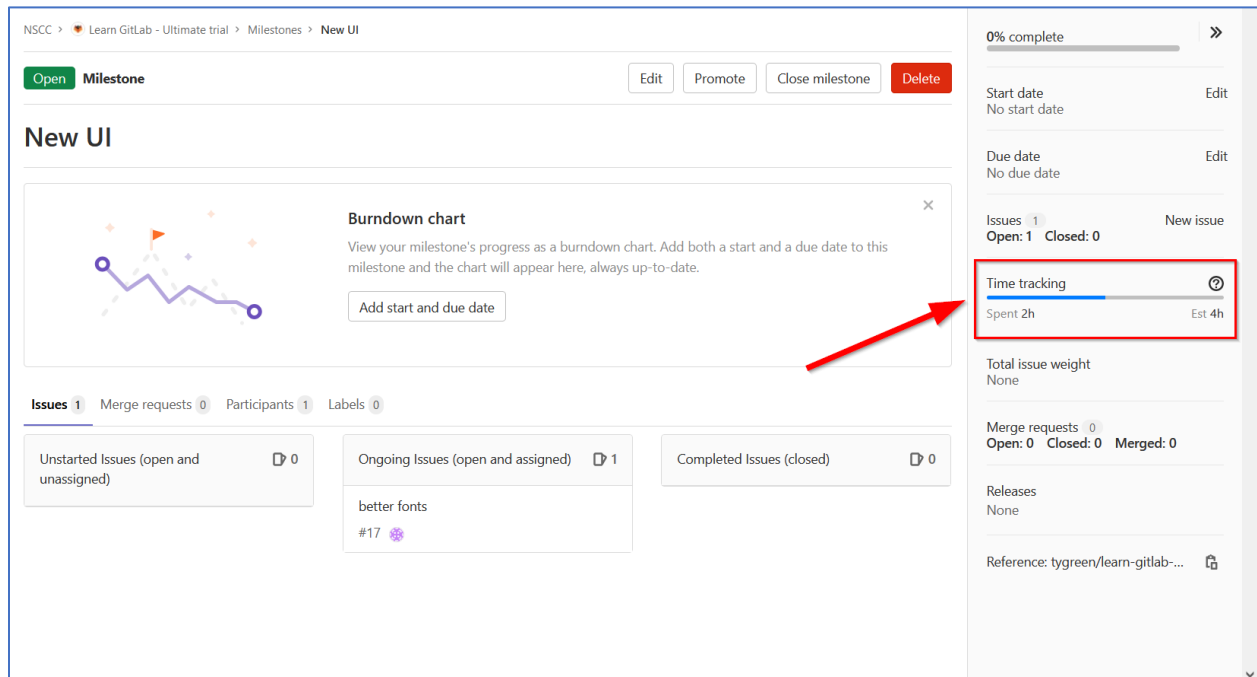 NSCC > Learn GitLab - Ultimate trial > Milestones > New UI
Open Milestone
Edit Promote Close milestone Delete
New UI
Burndown chart
View your milestone's progress as a burndown chart. Add both a start and a due date to this
milestone and the chart will appear here, always up-to-date.
Add start and due date
Issues 1 Merge requests 0 Participants 1 Labels 0
Unstarted Issues (open and
unassigned) 0
Ongoing Issues (open and assigned) 1
better fonts
#17
Completed Issues (closed) 0
0% complete
Start date Edit
No start date
Due date Edit
No due date
Issues 1 New issue
Open: 1 Closed: 0
Time tracking
Spent 2h Est 4h
Total issue weight
None
Merge requests 0
Open: 0 Closed: 0 Merged: 0
Releases
None
Reference: tygreen/learn-gitlab-...